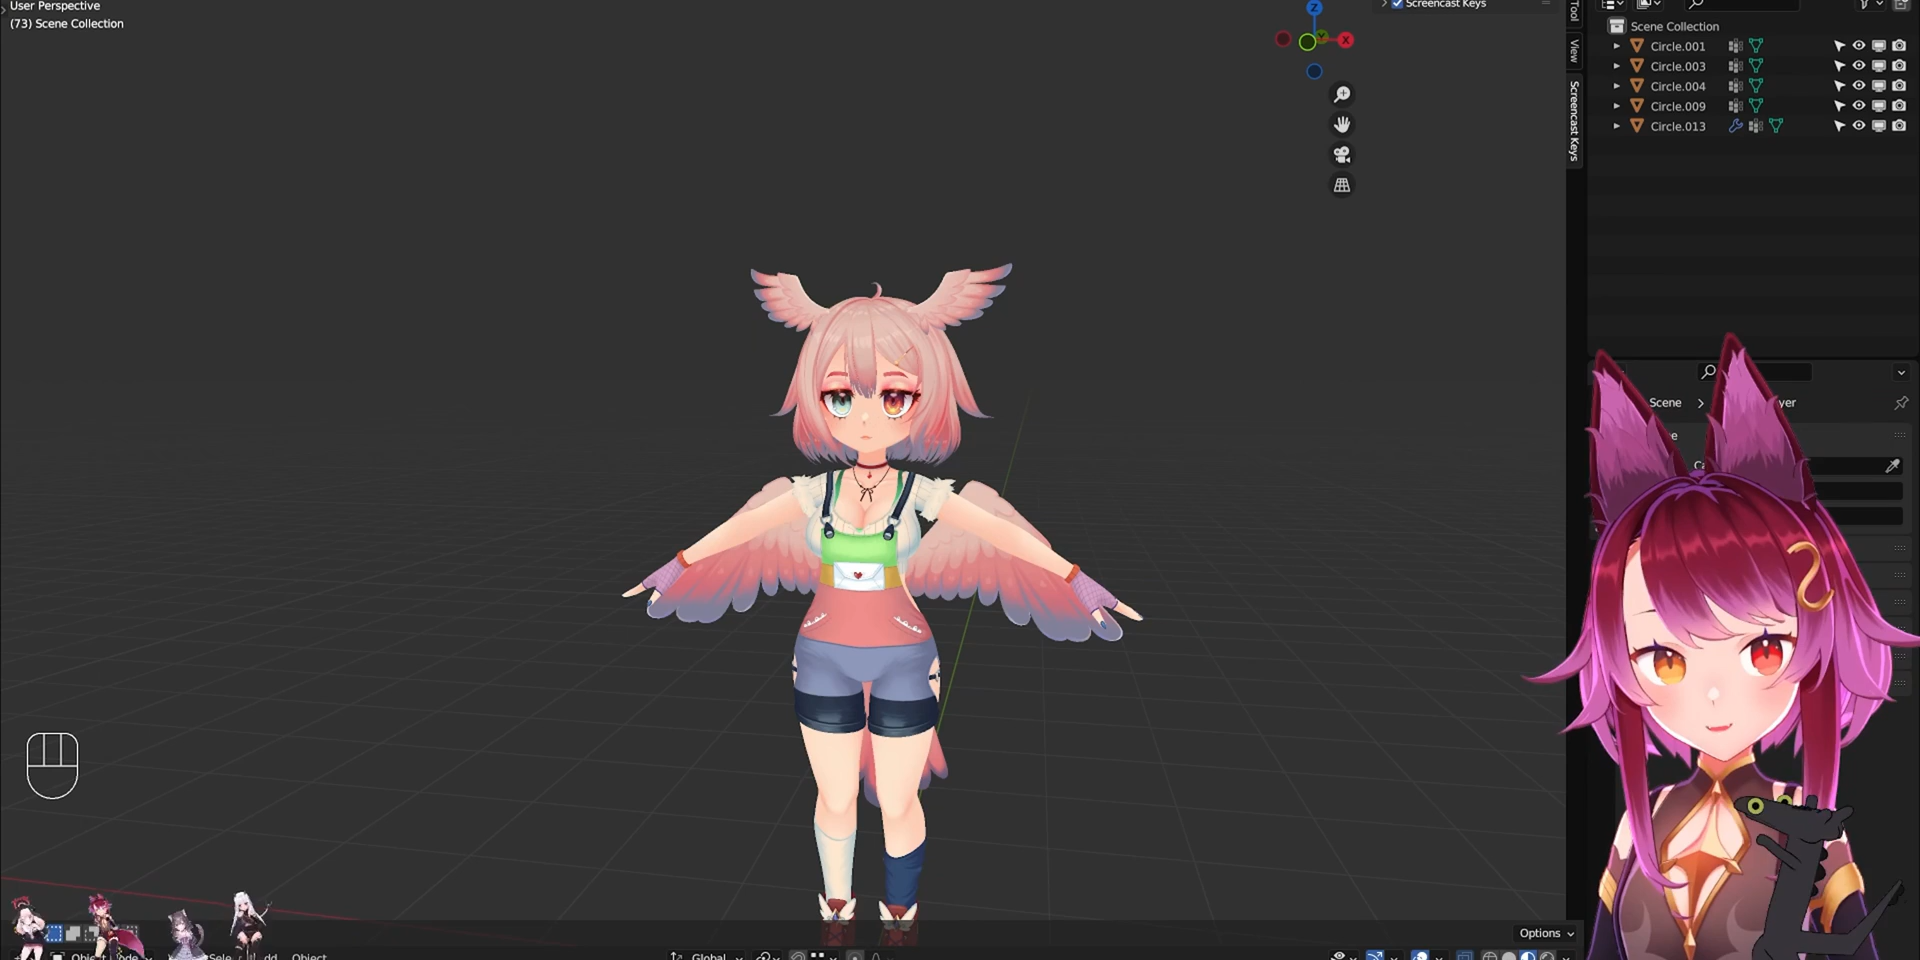 User Perspective
(73) Scene Collection
Screencast Keys
Tool
View
Screencast Keys
Scene Collection
Circle.001
Circle.003
Circle.004
Circle.009
Circle.013
Scene
Options
Global
Object
Z
X